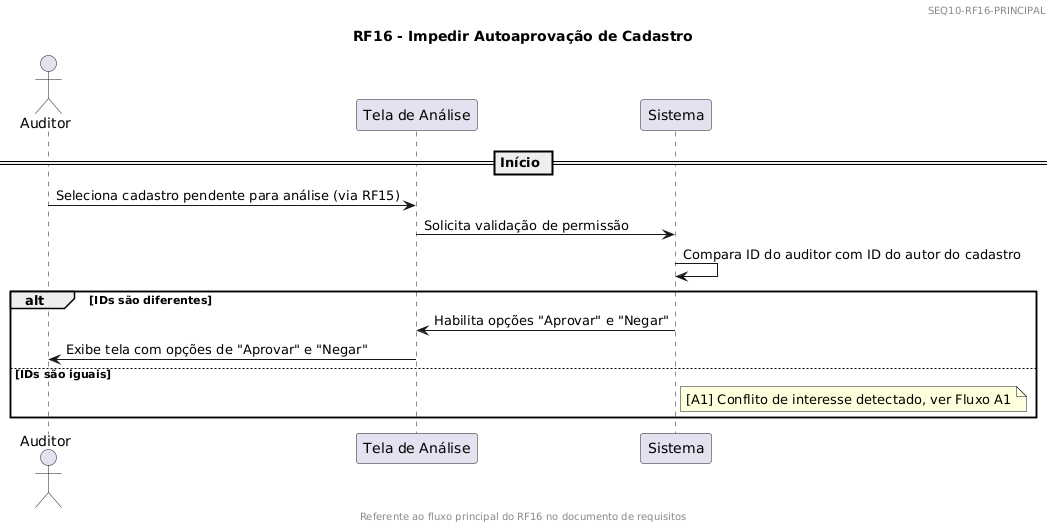 SEQ10-RF16-PRINCIPAL
RF16 - Impedir Autoaprovação de Cadastro
Auditor
Tela de Análise
Sistema
Início
Seleciona cadastro pendente para análise (via RF15)
Solicita validação de permissão
Compara ID do auditor com ID do autor do cadastro
alt
[IDs são diferentes]
Habilita opções "Aprovar" e "Negar"
Exibe tela com opções de "Aprovar" e "Negar"
[IDs são iguais]
[A1] Conflito de interesse detectado, ver Fluxo A1
Auditor
Tela de Análise
Sistema
Referente ao fluxo principal do RF16 no documento de requisitos